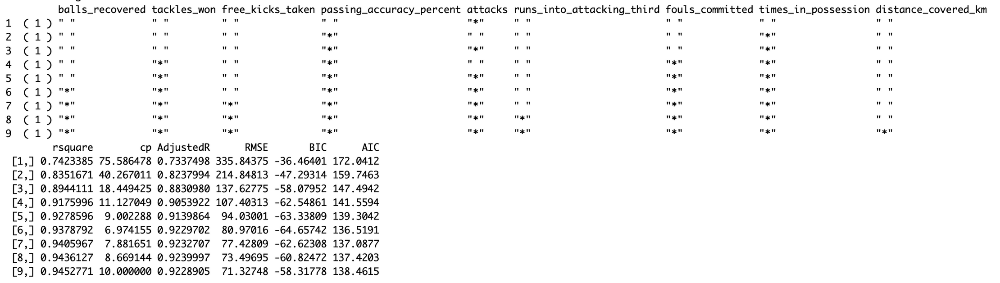 balls_recovered tackles_won free_kicks_taken passing_accuracy_percent attacks runs_into_attacking_third fouls_committed times_in_possession distance_covered_km
1 ( 1 ) " " " " " " " " "*" " " " " " " " "
2 ( 1 ) " " " " " " "*" " " " " " " "*" " "
3 ( 1 ) " " " " " " "*" "*" " " " " "*" " "
4 ( 1 ) " " "*" " " "*" " " " " "*" "*" " "
5 ( 1 ) " " "*" " " "*" "*" " " "*" "*" " "
6 ( 1 ) "*" "*" " " "*" "*" " " "*" "*" " "
7 ( 1 ) "*" "*" "*" "*" "*" " " "*" "*" " "
8 ( 1 ) "*" "*" "*" "*" "*" "*" "*" "*" " "
9 ( 1 ) "*" "*" "*" "*" "*" "*" "*" "*" "*"
rsquare cp AdjustedR RMSE BIC AIC
[1,] 0.7423385 75.586478 0.7337498 335.84375 -36.46401 172.0412
[2,] 0.8351671 40.267011 0.8237994 214.84813 -47.29314 159.7463
[3,] 0.8944111 18.449425 0.8830980 137.62775 -58.07952 147.4942
[4,] 0.9175996 11.127049 0.9053922 107.40313 -62.54861 141.5594
[5,] 0.9278596 9.002288 0.9139864 94.03001 -63.33809 139.3042
[6,] 0.9378792 6.974155 0.9229702 80.97016 -64.65742 136.5191
[7,] 0.9405967 7.881651 0.9232707 77.42809 -62.62308 137.0877
[8,] 0.9436127 8.669144 0.9239997 73.49695 -60.82472 137.4203
[9,] 0.9452771 10.000000 0.9228905 71.32748 -58.31778 138.4615